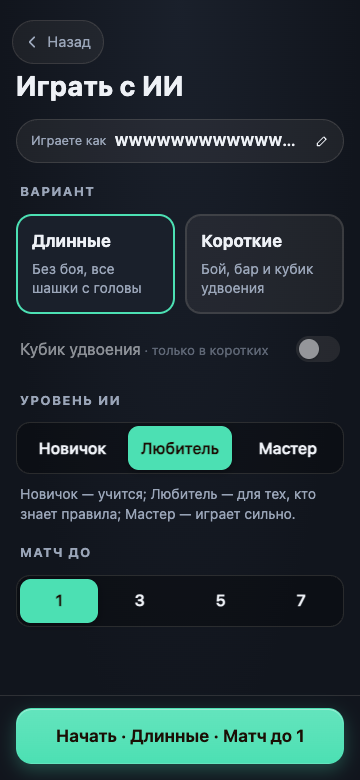 Назад
Играть с ИИ
Играете как WWWWWWWWWWWWW...
ВАРИАНТ
Длинные
Без боя, все
шашки с головы
Короткие
Бой, бар и кубик
удвоения
Кубик удвоения · только в коротких
УРОВЕНЬ ИИ
Новичок Любитель Мастер
Новичок — учится; Любитель — для тех, кто
знает правила; Мастер — играет сильно.
МАТЧ ДО
1 3 5 7
Начать · Длинные · Матч до 1